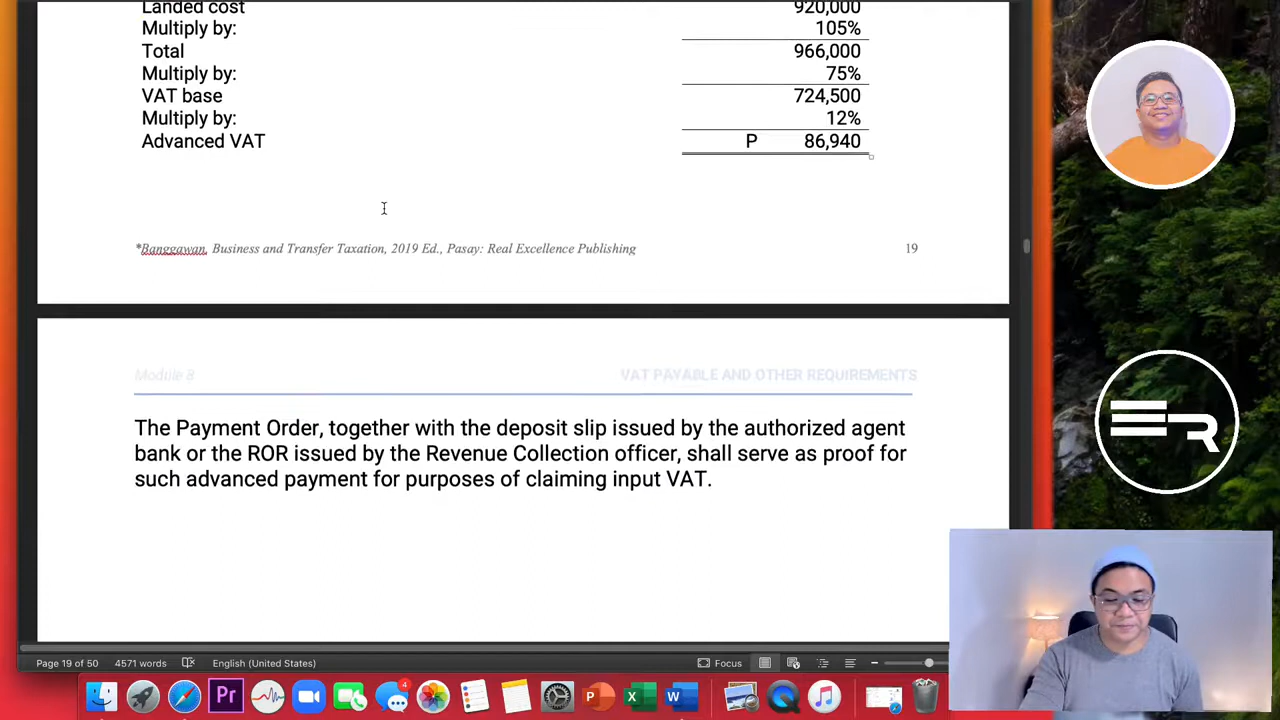 Landed cost 920,000
Multiply by: 105%
Total 966,000
Multiply by: 75%
VAT base 724,500
Multiply by: 12%
Advanced VAT P 86,940
*Banggawan, Business and Transfer Taxation, 2019 Ed., Pasay: Real Excellence Publishing 19
Module 8 VAT PAYABLE AND OTHER REQUIREMENTS
The Payment Order, together with the deposit slip issued by the authorized agent
bank or the ROR issued by the Revenue Collection officer, shall serve as proof for
such advanced payment for purposes of claiming input VAT.
ER
Page 19 of 50 4571 words English (United States) Focus
Pr 4 P X W